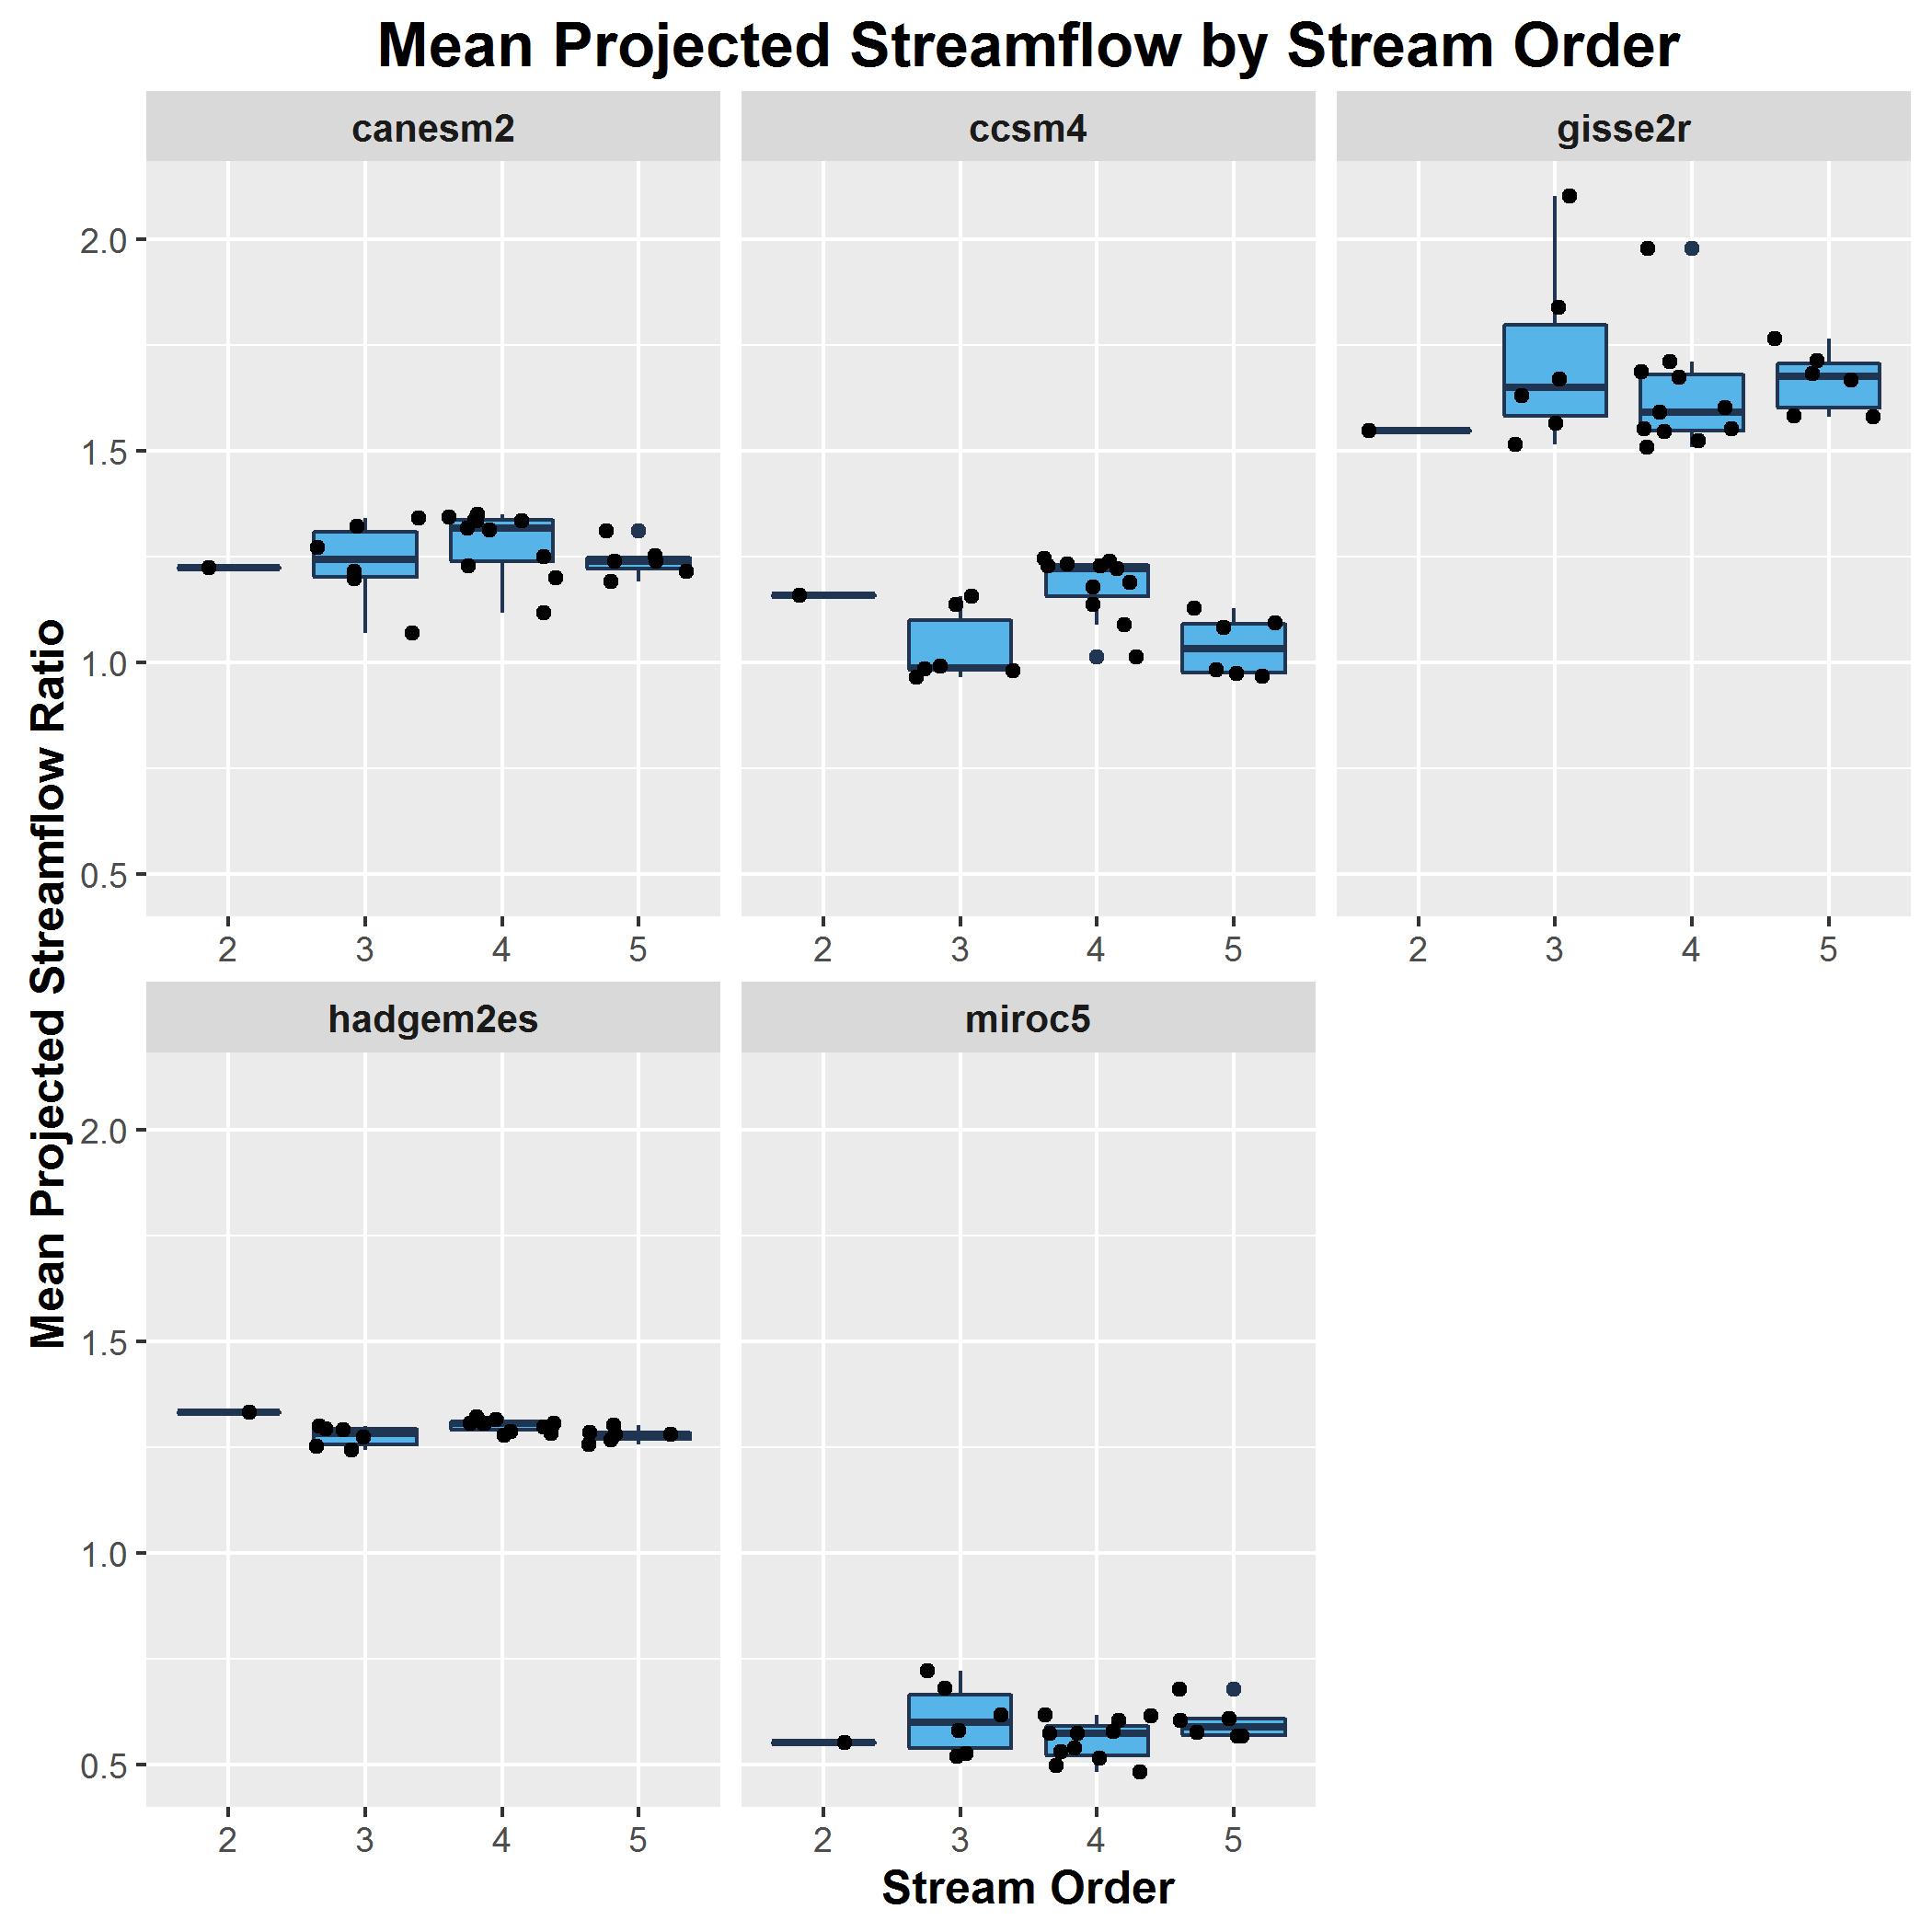 Mean Projected Streamflow by Stream Order
canesm2
ccsm4
gisse2r
2.0
1.5
1.0
0.5
2 3 4 5
2 3 4 5
2 3 4 5
Mean Projected Streamflow Ratio
hadgem2es
miroc5
2.0
1.5
1.0
0.5
2 3 4 5
2 3 4 5
Stream Order